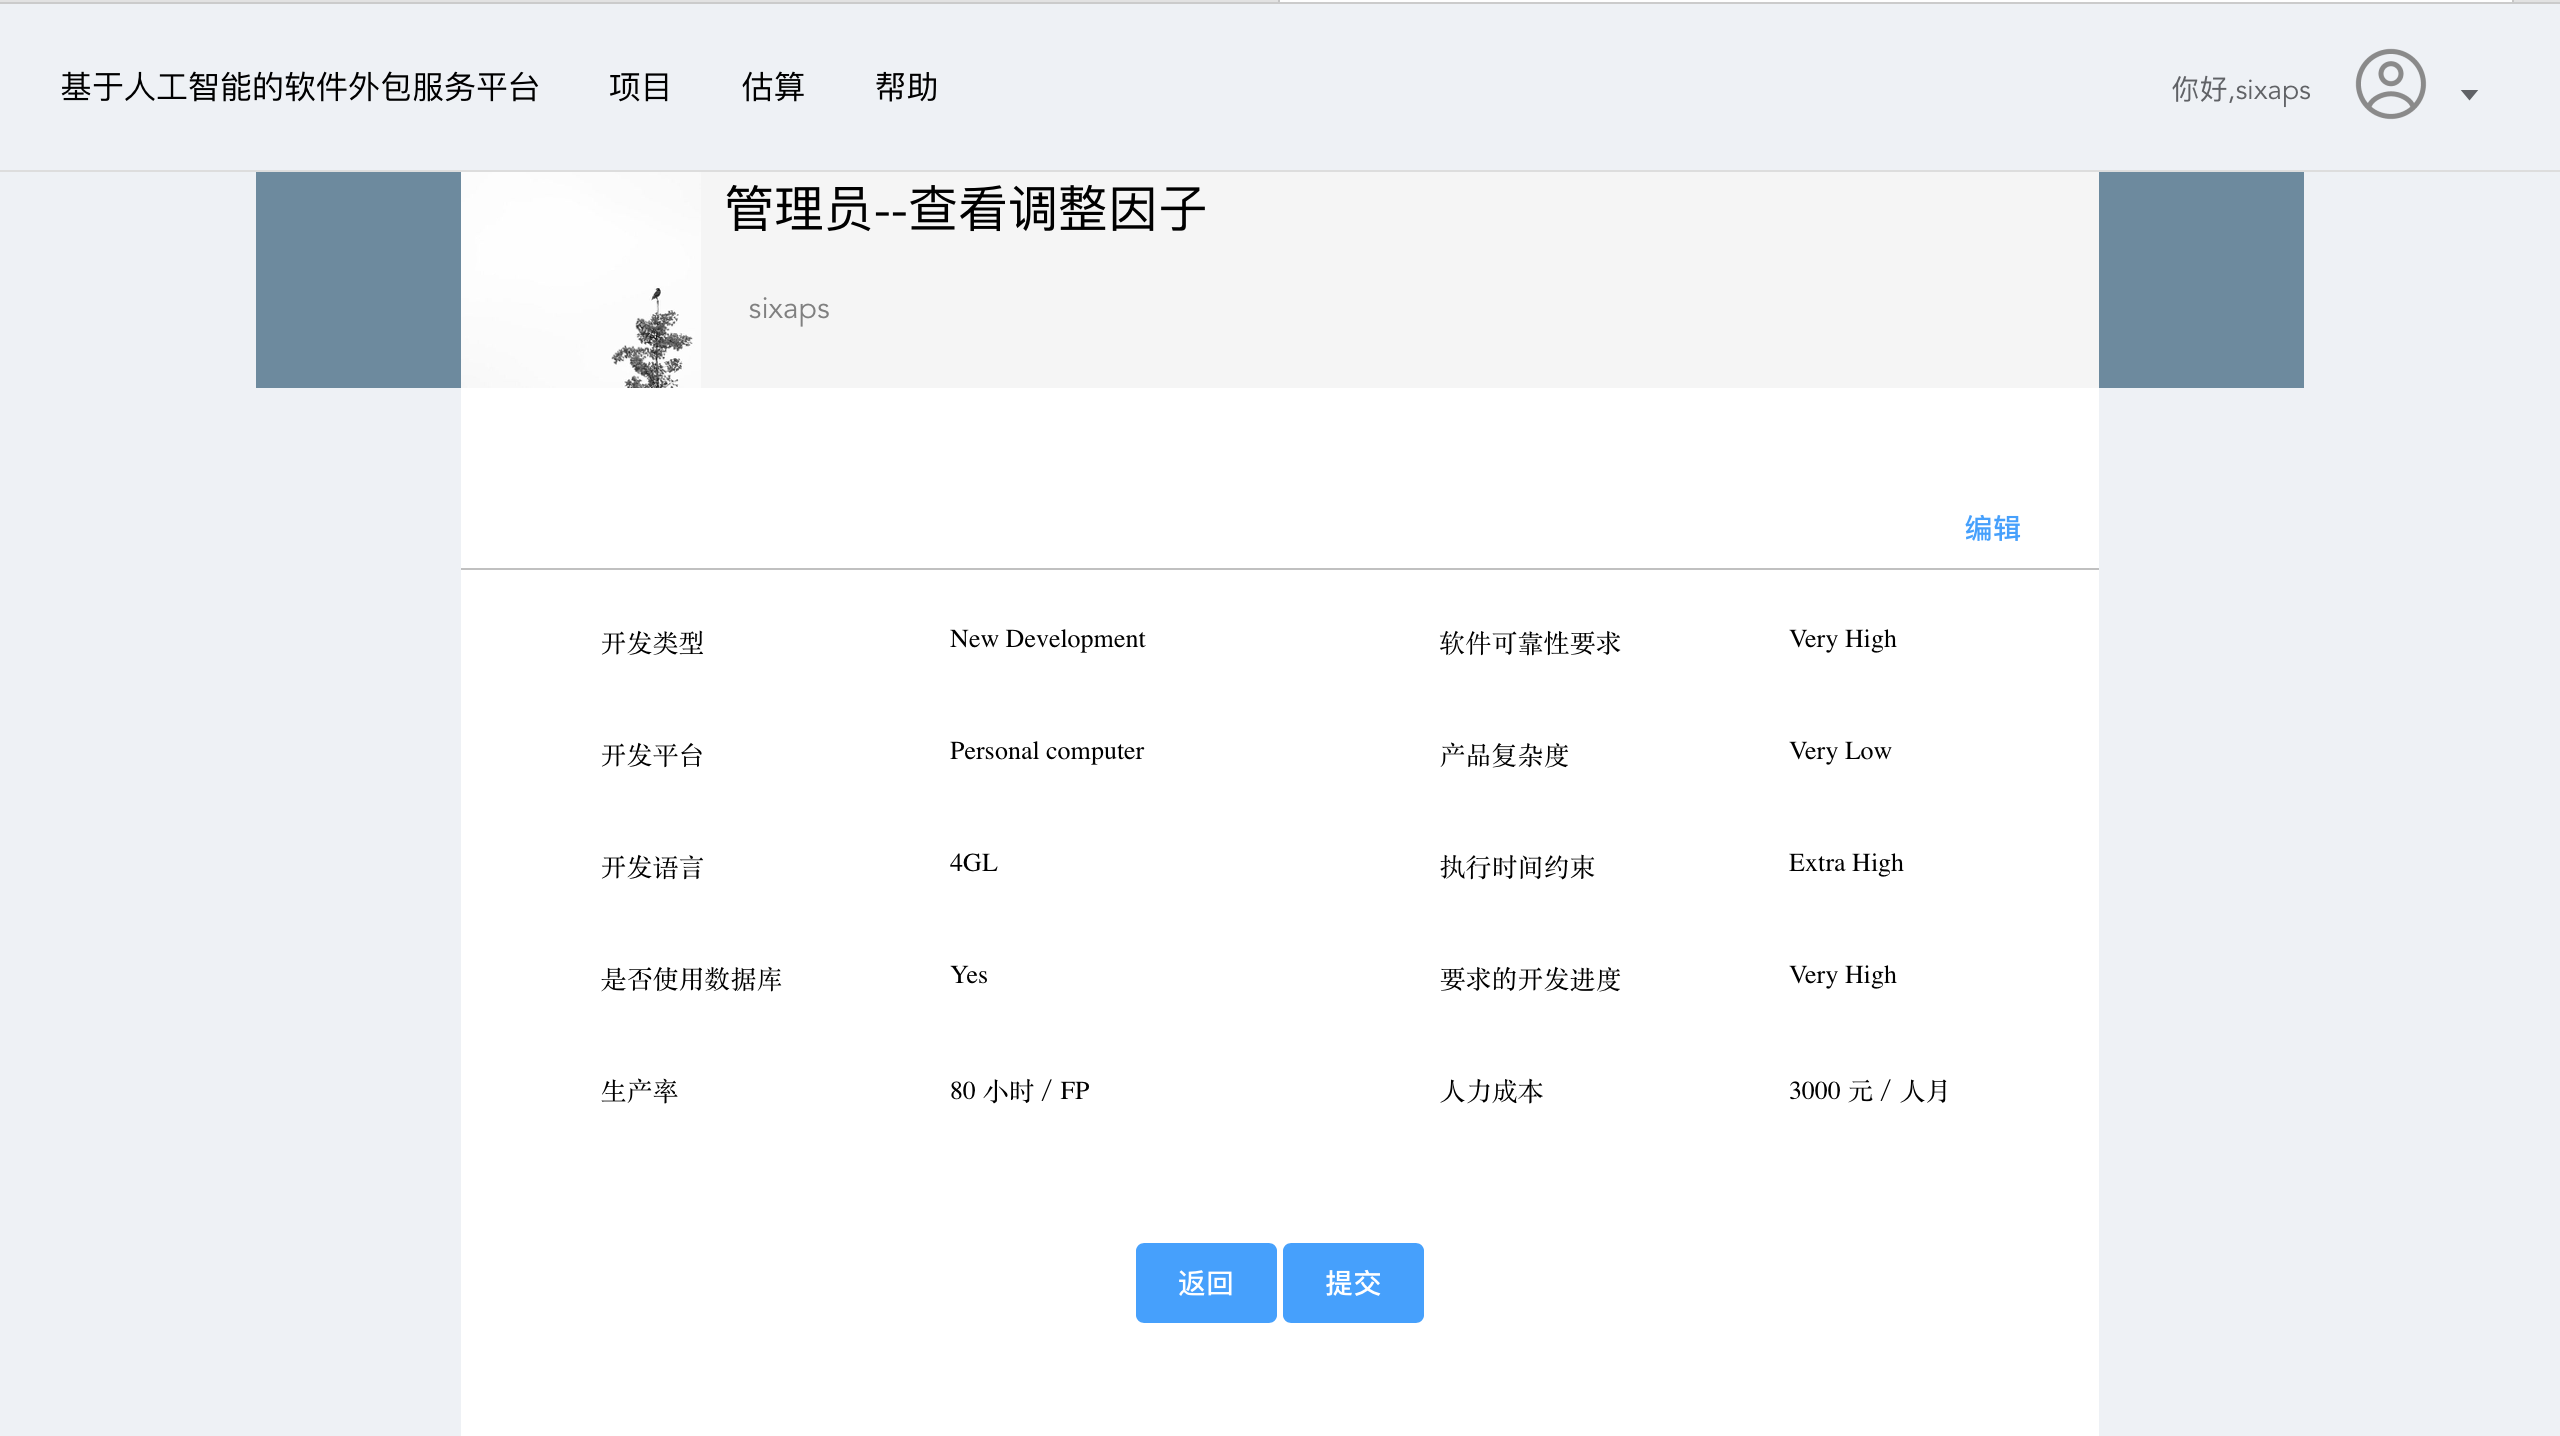 基于人工智能的软件外包服务平台 项目 估算 帮助 你好,sixaps
管理员--查看调整因子
sixaps
编辑
开发类型 New Development 软件可靠性要求 Very High
开发平台 Personal computer 产品复杂度 Very Low
开发语言 4GL 执行时间约束 Extra High
是否使用数据库 Yes 要求的开发进度 Very High
生产率 80 小时 / FP 人力成本 3000 元 / 人月
返回 提交